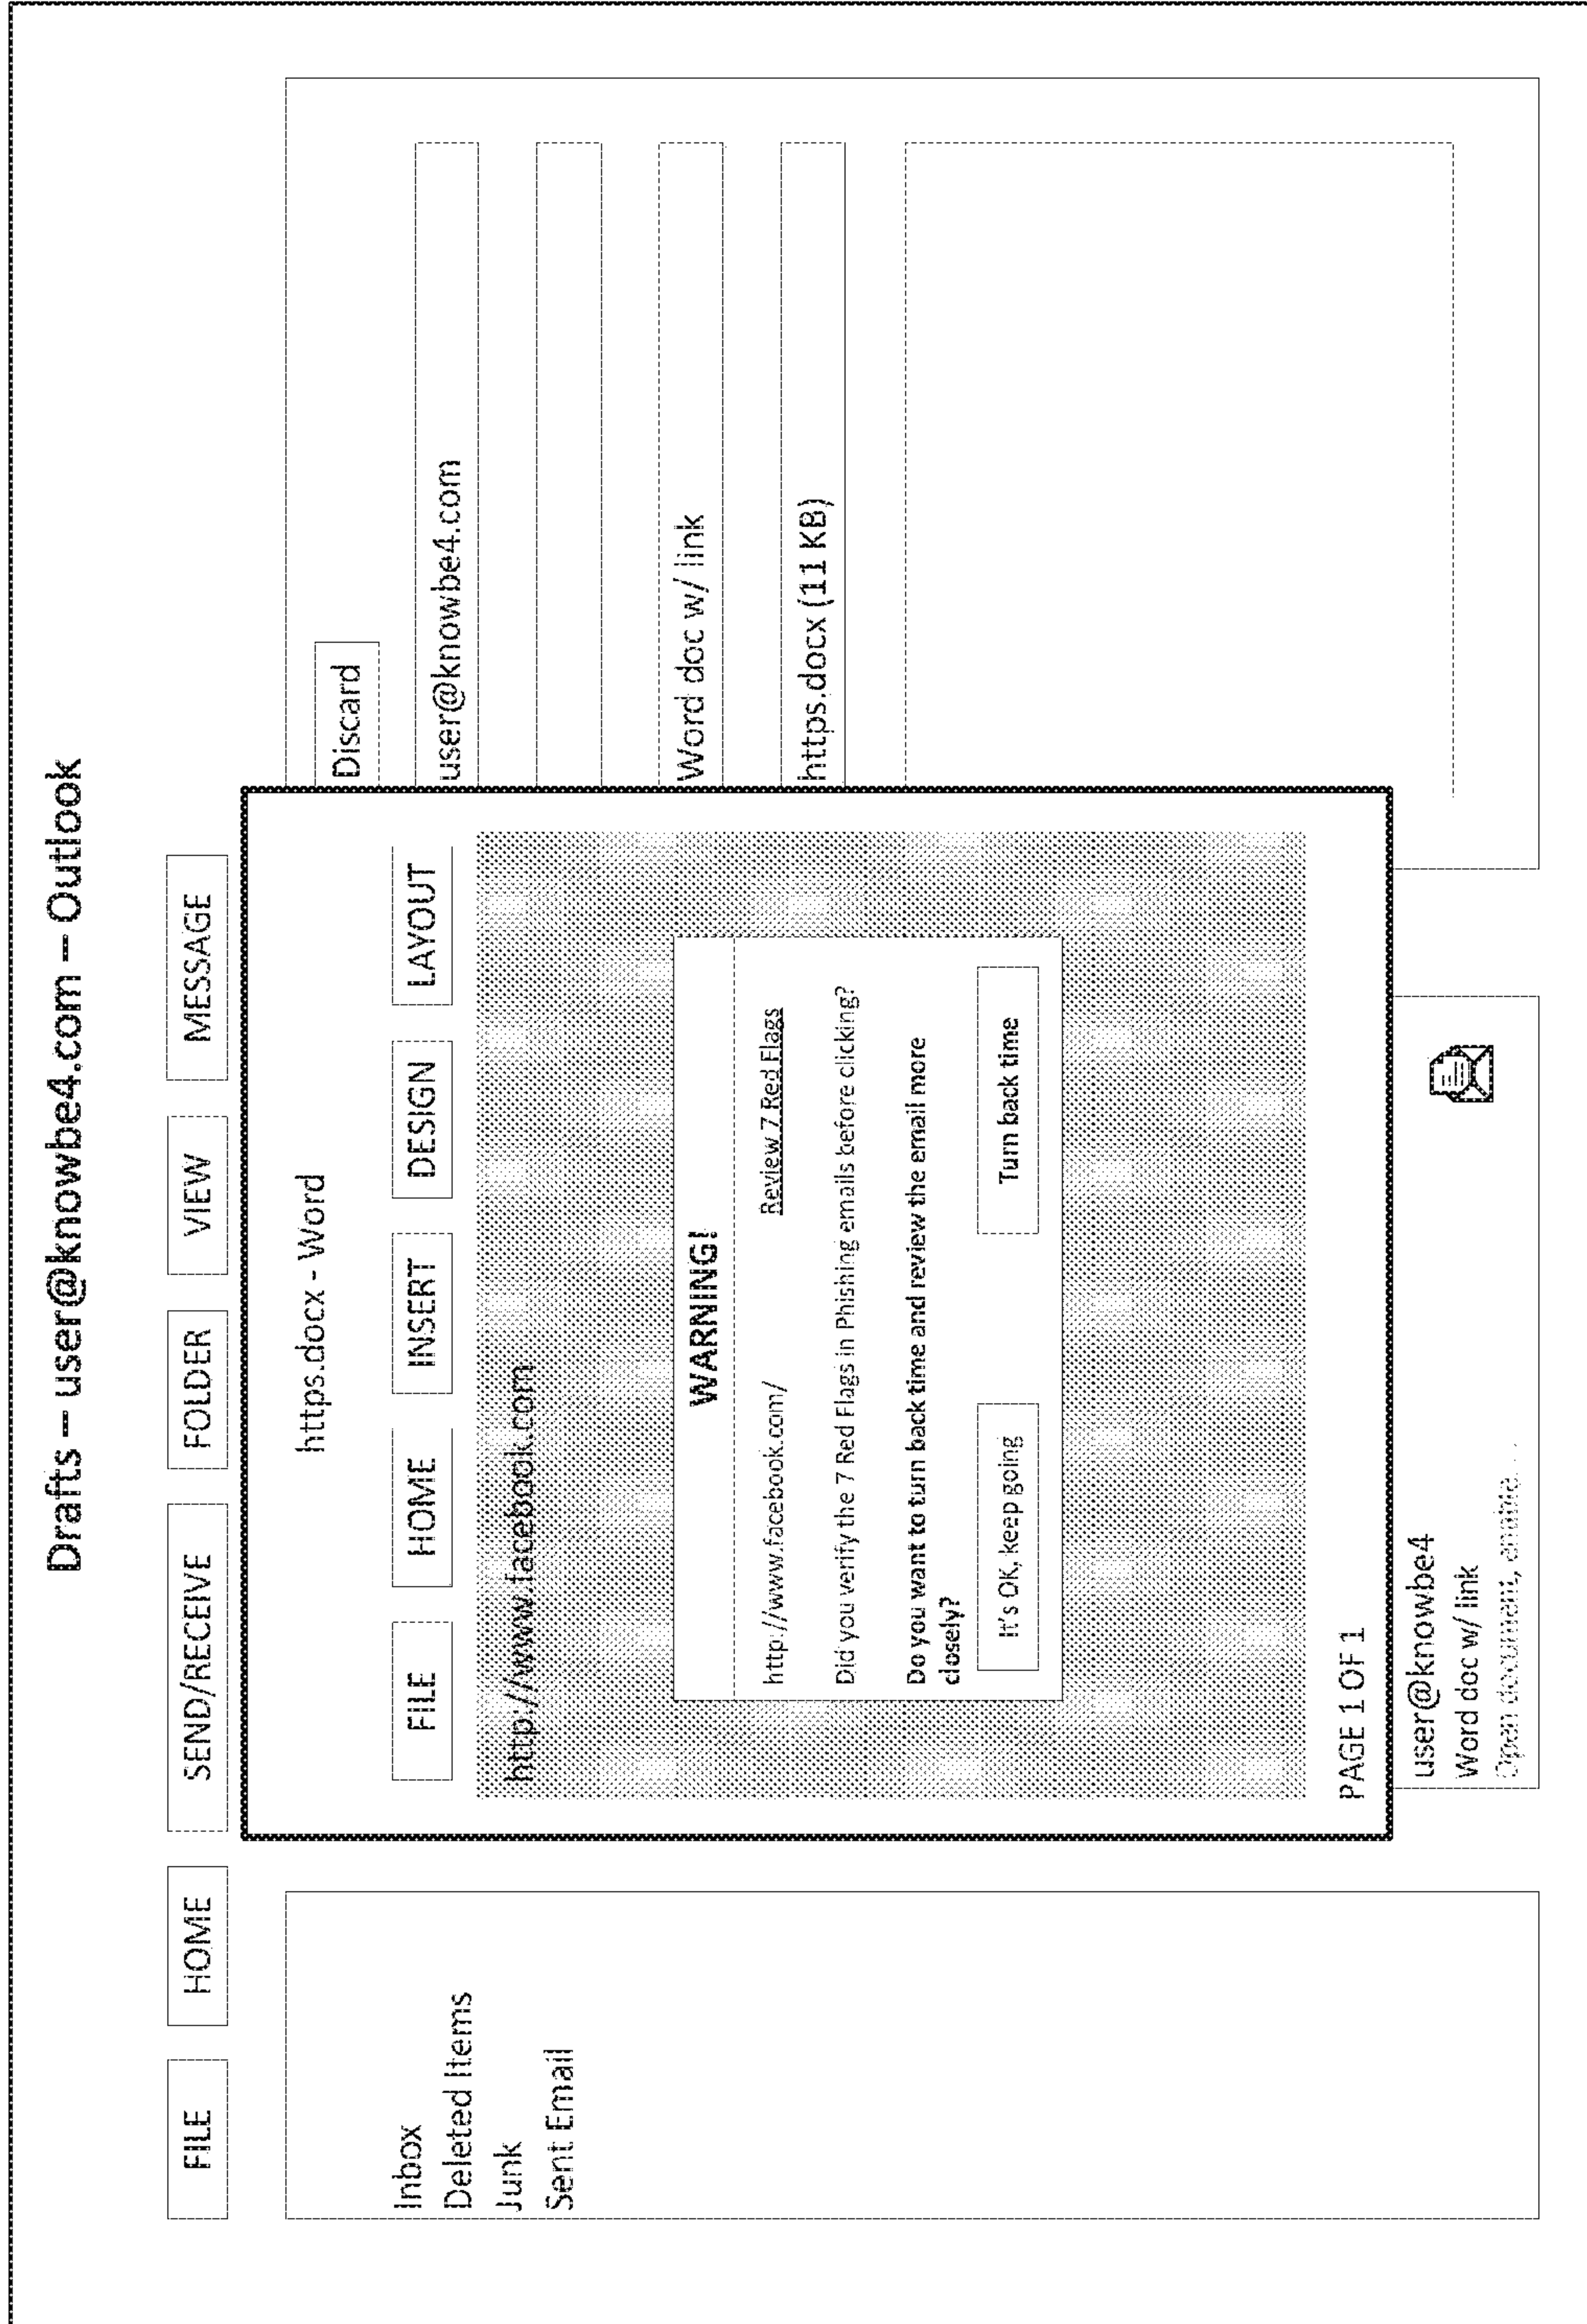 Drafts – user@knowbe4.com – Outlook
FILE HOME SEND/RECEIVE FOLDER VIEW MESSAGE
Inbox
Deleted Items
Junk
Sent Email
https.docx - Word
FILE HOME INSERT DESIGN LAYOUT
http://www.facebook.com
WARNING!
http://www.facebook.com/ Review 7 Red Flags
Did you verify the 7 Red Flags in Phishing emails before clicking?
Do you want to turn back time and review the email more
closely?
It's OK, keep going Turn back time
PAGE 1 OF 1
user@knowbe4
Word doc w/ link
Open document, enable...
Discard
user@knowbe4.com
Word doc w/ link
https.docx (11 KB)